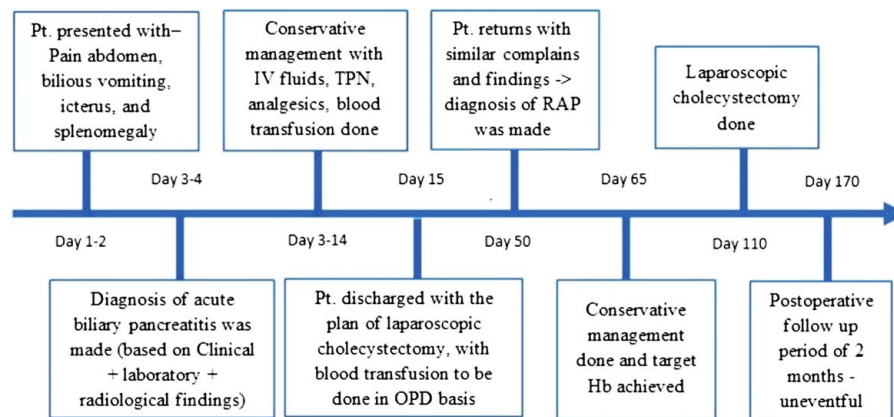 Pt. presented with–
Pain abdomen,
bilious vomiting,
icterus, and
splenomegaly
Conservative
management with
IV fluids, TPN,
analgesics, blood
transfusion done
Pt. returns with
similar complains
and findings ->
diagnosis of RAP
was made
Laparoscopic
cholecystectomy
done
Day 3-4
Day 15
Day 65
Day 170
Day 1-2
Day 3-14
Day 50
Day 110
Diagnosis of acute
biliary pancreatitis was
made (based on Clinical
+ laboratory +
radiological findings)
Pt. discharged with the
plan of laparoscopic
cholecystectomy, with
blood transfusion to be
done in OPD basis
Conservative
management
done and target
Hb achieved
Postoperative
follow up
period of 2
months -
uneventful